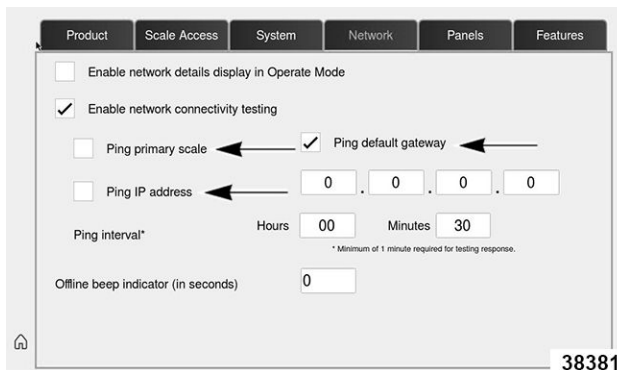 Product Scale Access System Network Panels Features
Enable network details display in Operate Mode
Enable network connectivity testing
Ping primary scale Ping default gateway
Ping IP address 0 . 0 . 0 . 0
Ping interval* Hours 00 Minutes 30
* Minimum of 1 minute required for testing response.
Offline beep indicator (in seconds) 0
38381